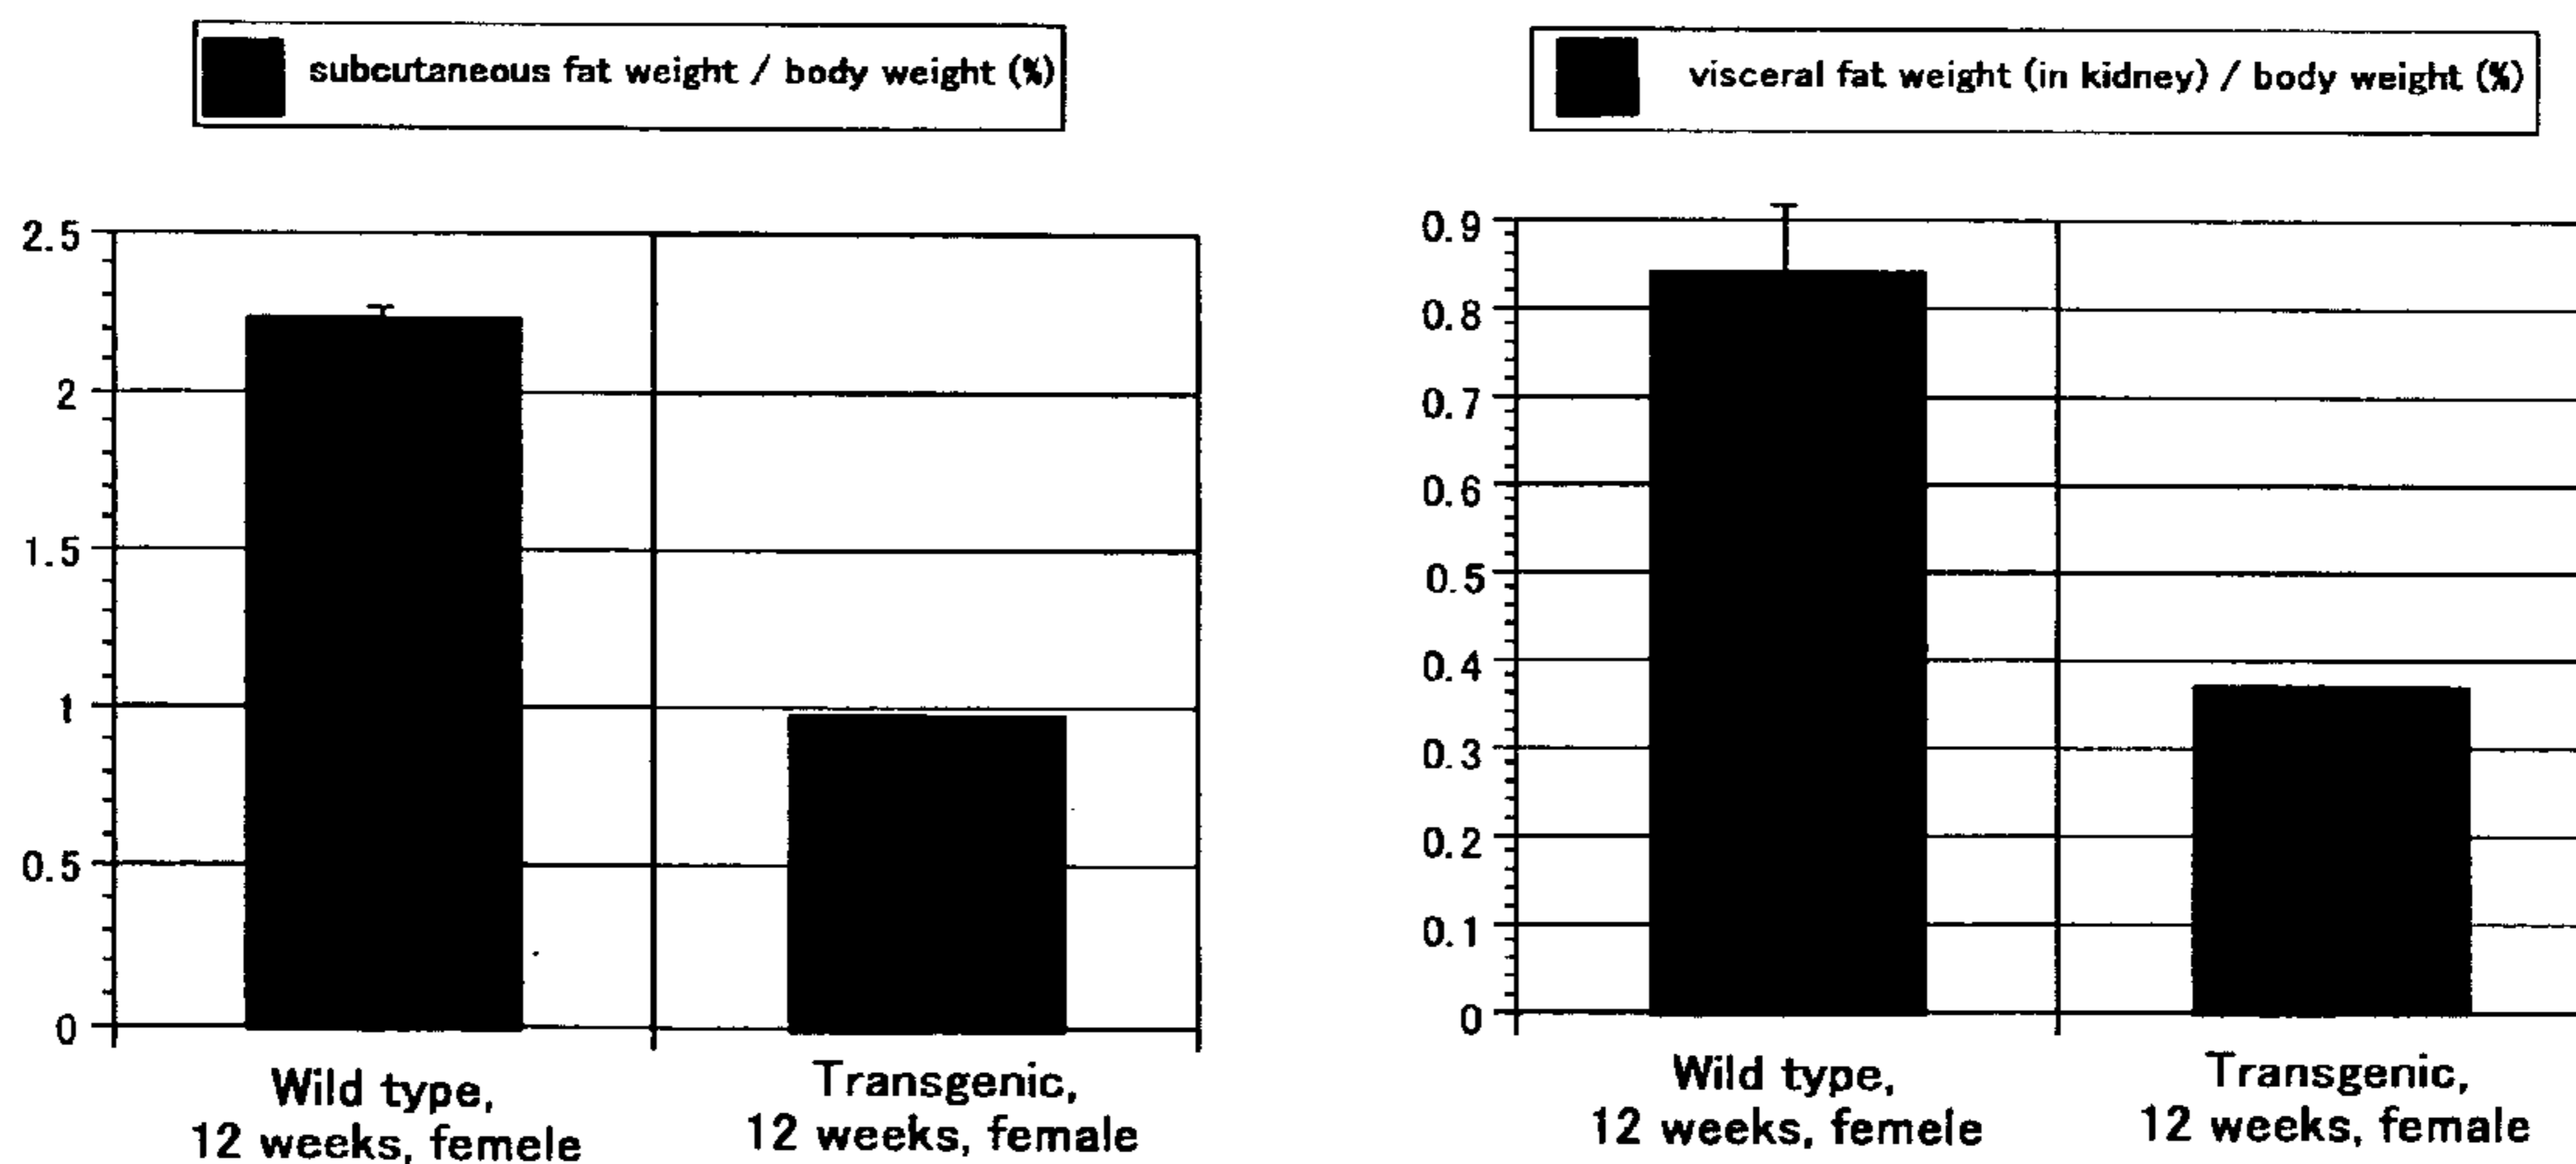 subcutaneous fat weight / body weight (%)
2.5
2
1.5
1
0.5
0
Wild type,
12 weeks, femele
Transgenic,
12 weeks, female
visceral fat weight (in kidney) / body weight (%)
0.9
0.8
0.7
0.6
0.5
0.4
0.3
0.2
0.1
0
Wild type,
12 weeks, femele
Transgenic,
12 weeks, female